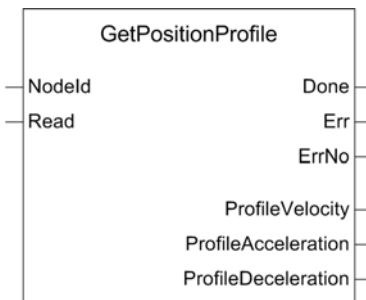 GetPositionProfile
NodeId Done
Read Err
ErrNo
ProfileVelocity
ProfileAcceleration
ProfileDeceleration